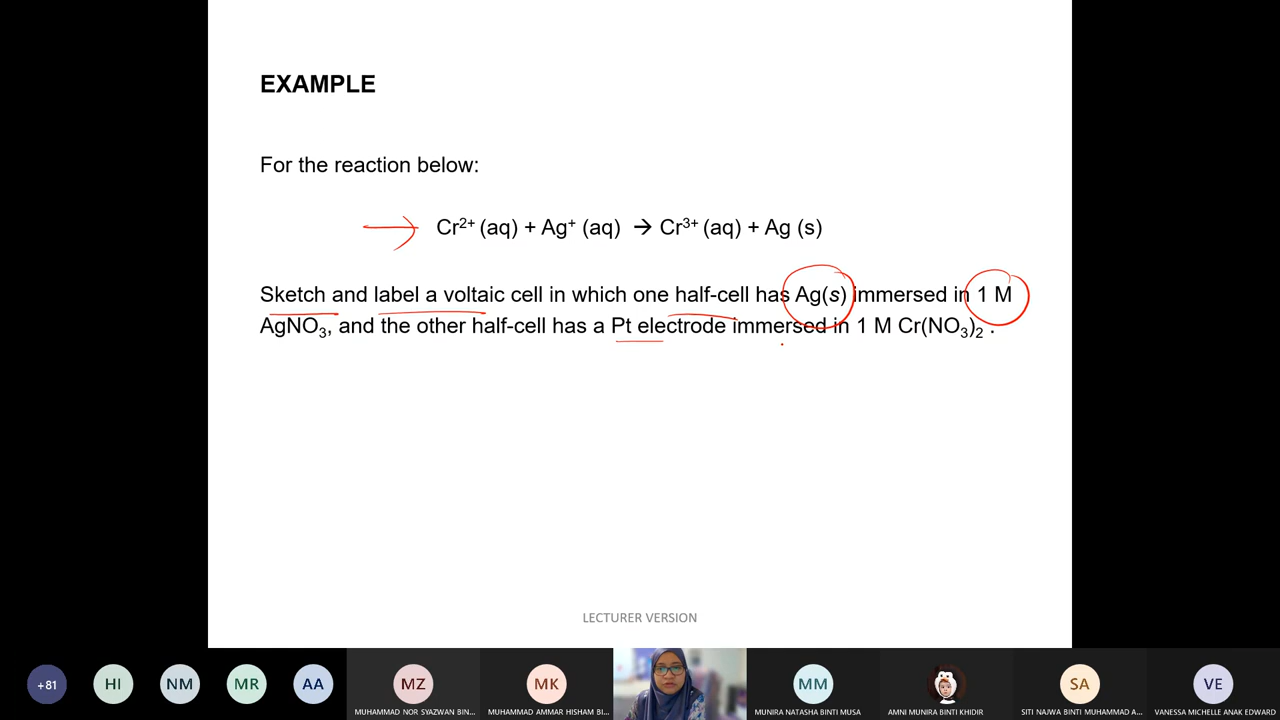 EXAMPLE
For the reaction below:
Cr²⁺ (aq) + Ag⁺ (aq) → Cr³⁺ (aq) + Ag (s)
Sketch and label a voltaic cell in which one half-cell has Ag(s) immersed in 1 M
AgNO₃, and the other half-cell has a Pt electrode immersed in 1 M Cr(NO₃)₂ .
LECTURER VERSION
+81 HI NM MR AA MZ MK MM SA VE
MUHAMMAD NOR SYAZWAN BIN... MUHAMMAD AMMAR HISHAM BI... MUNIRA NATASHA BINTI MUSA AMNI MUNIRA BINTI KHIDIR SITI NAJWA BINTI MUHAMMAD A... VANESSA MICHELLE ANAK EDWARD